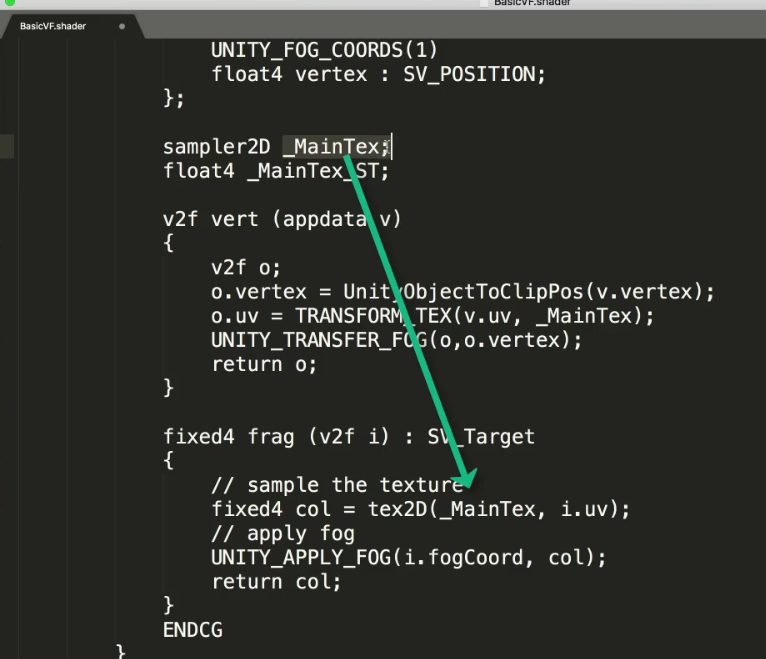 BasicVF.shader
BasicVF.shader
UNITY_FOG_COORDS(1)
float4 vertex : SV_POSITION;
};
sampler2D _MainTex;
float4 _MainTex_ST;
v2f vert (appdata v)
{
v2f o;
o.vertex = UnityObjectToClipPos(v.vertex);
o.uv = TRANSFORM_TEX(v.uv, _MainTex);
UNITY_TRANSFER_FOG(o,o.vertex);
return o;
}
fixed4 frag (v2f i) : SV_Target
{
// sample the texture
fixed4 col = tex2D(_MainTex, i.uv);
// apply fog
UNITY_APPLY_FOG(i.fogCoord, col);
return col;
}
ENDCG
}